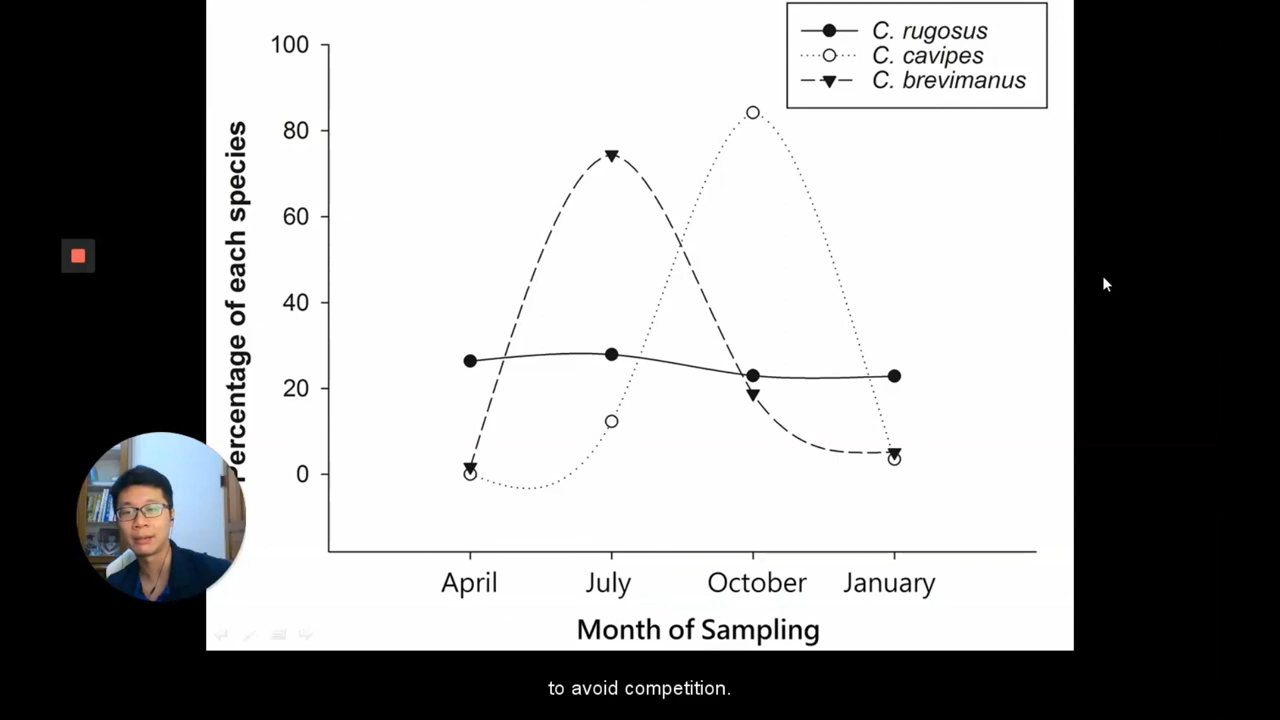 C. rugosus
C. cavipes
C. brevimanus
100
80
60
40
20
0
Percentage of each species
April July October January
Month of Sampling
to avoid competition.